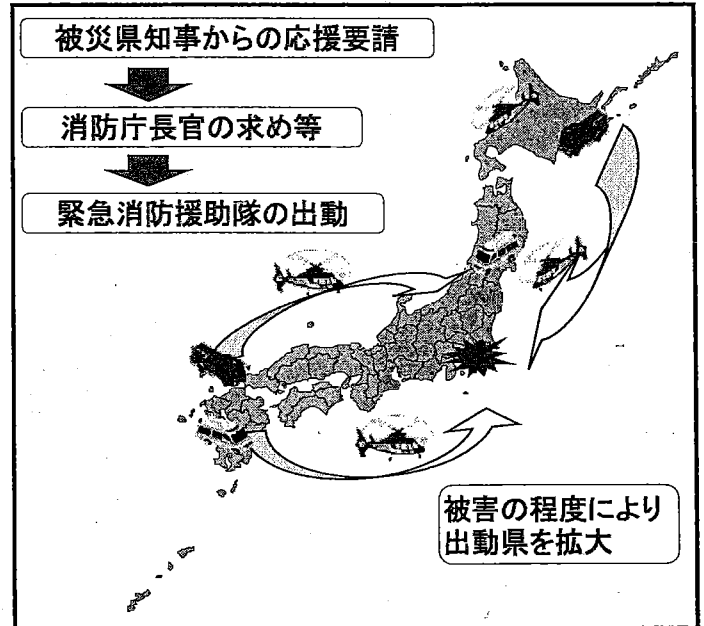 被災県知事からの応援要請
消防庁長官の求め等
緊急消防援助隊の出動
被害の程度により
出動県を拡大